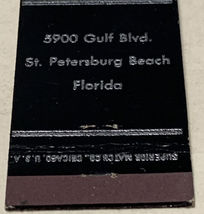 5900 Gulf Blvd.
St. Petersburg Beach
Florida
SUPERIOR MATCH CO., CHICAGO, U.S.A.